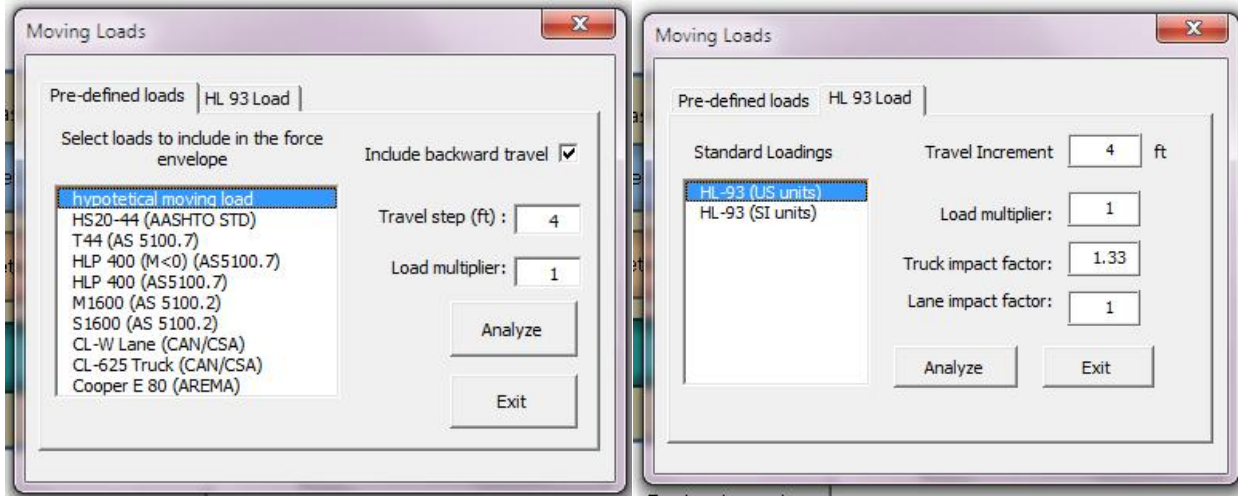 Moving Loads
Pre-defined loads
HL 93 Load
Select loads to include in the force
envelope
Include backward travel
hypotetical moving load
HS20-44 (AASHTO STD)
T44 (AS 5100.7)
HLP 400 (M<0) (AS5100.7)
HLP 400 (AS5100.7)
M1600 (AS 5100.2)
S1600 (AS 5100.2)
CL-W Lane (CAN/CSA)
CL-625 Truck (CAN/CSA)
Cooper E 80 (AREMA)
Travel step (ft) : 4
Load multiplier: 1
Analyze
Exit
Moving Loads
Pre-defined loads
HL 93 Load
Standard Loadings
HL-93 (US units)
HL-93 (SI units)
Travel Increment 4 ft
Load multiplier: 1
Truck impact factor: 1.33
Lane impact factor: 1
Analyze
Exit